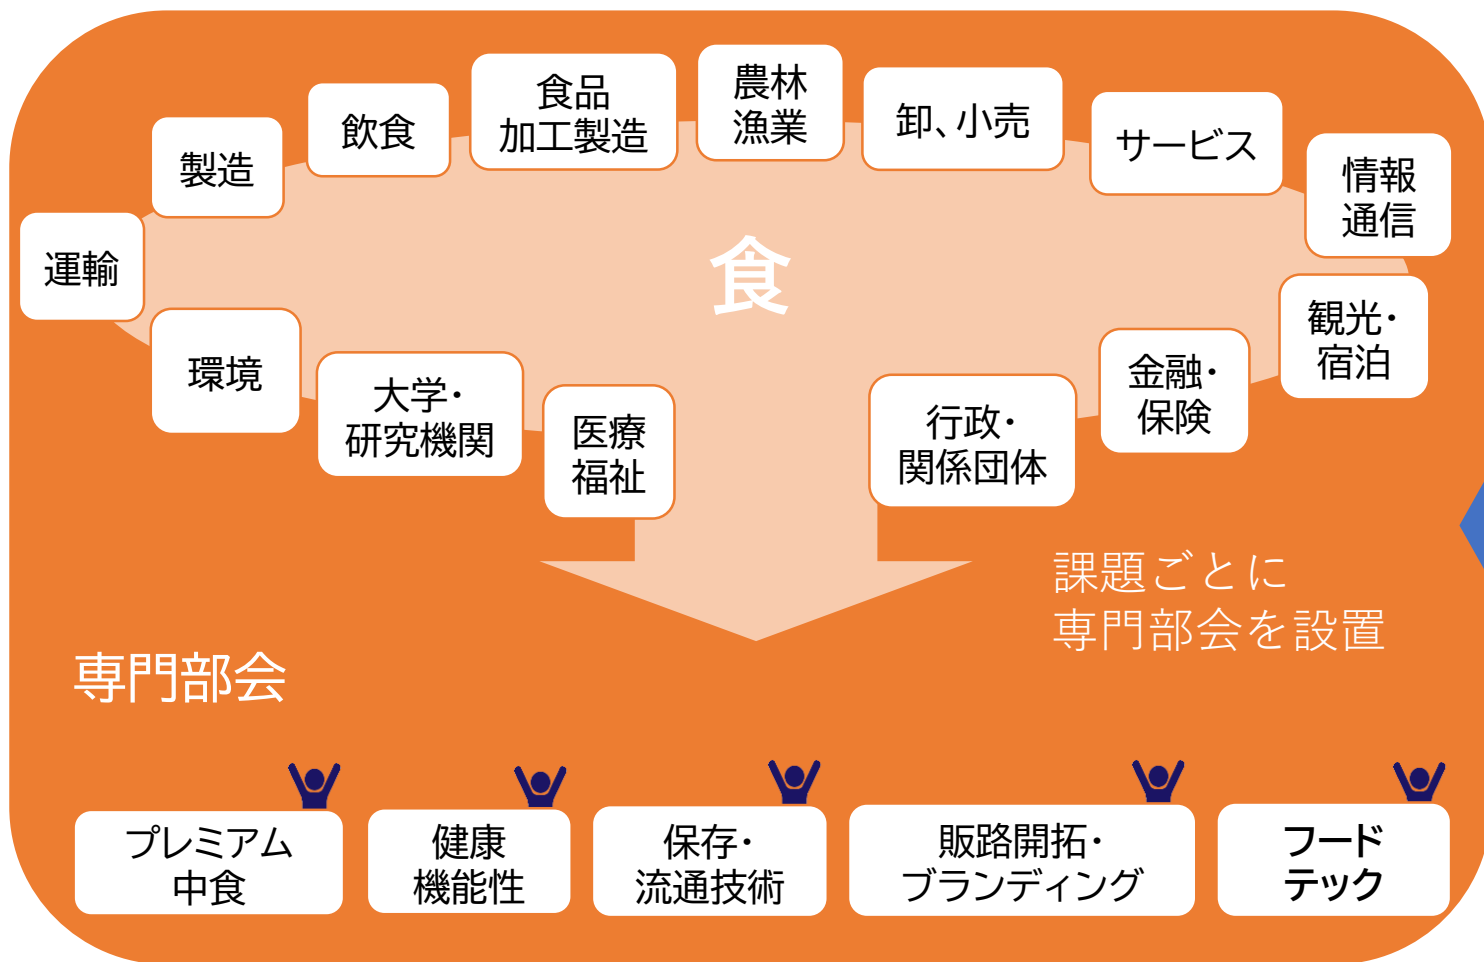 運輸
製造
飲食
食品
加工製造
農林
漁業
卸、小売
サービス
情報
通信
観光・
宿泊
金融・
保険
行政・
関係団体
医療
福祉
大学・
研究機関
環境
食
課題ごとに
専門部会を設置
専門部会
プレミアム
中食
健康
機能性
保存・
流通技術
販路開拓・
ブランディング
フード
テック